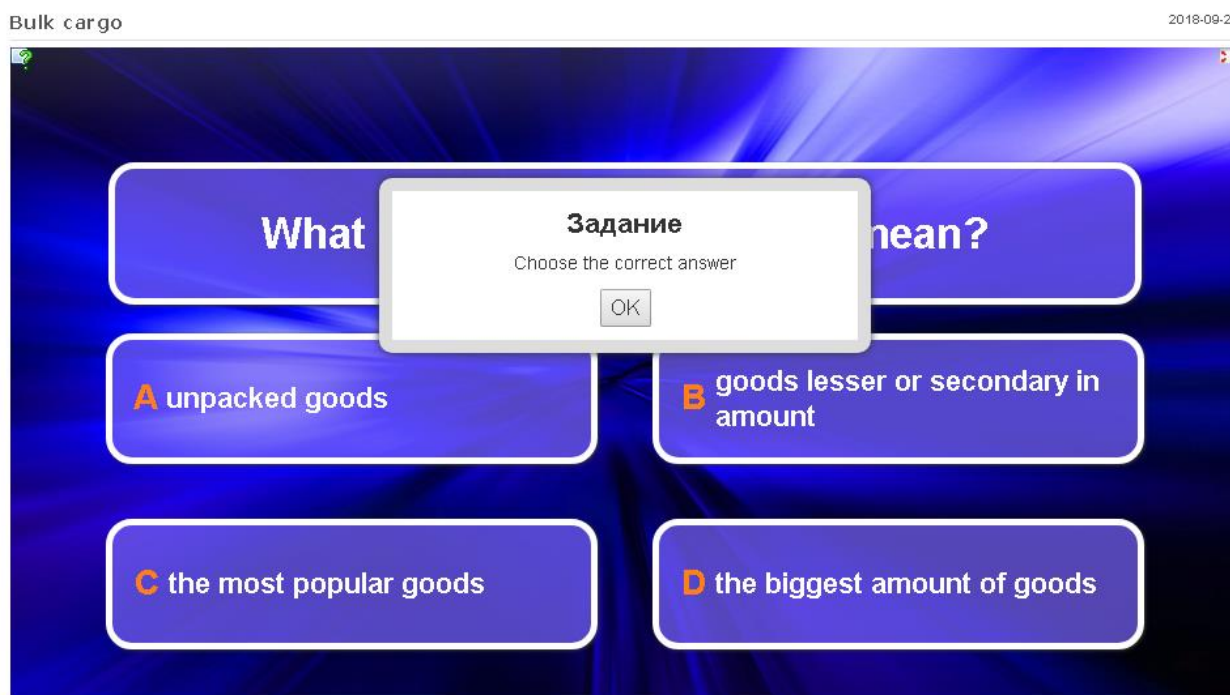 Bulk cargo
2018-09-2
What
mean?
Задание
Choose the correct answer
OK
A unpacked goods
B goods lesser or secondary in
amount
C the most popular goods
D the biggest amount of goods